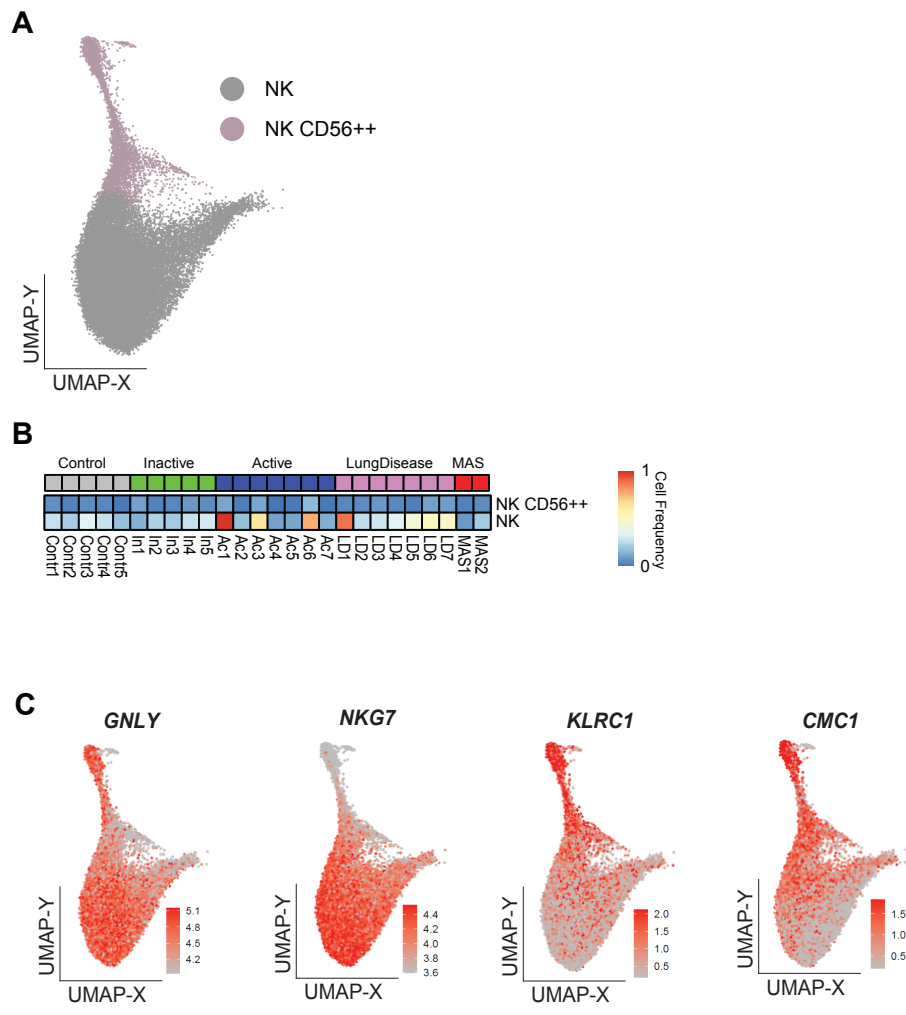 A
NK
NK CD56++
UMAP-Y
UMAP-X
B
Control Inactive Active LungDisease MAS
NK CD56++
NK
Contr1 Contr2 Contr3 Contr4 Contr5 In1 In2 In3 In4 In5 Ac1 Ac2 Ac3 Ac4 Ac5 Ac6 Ac7 LD1 LD2 LD3 LD4 LD5 LD6 LD7 MAS1 MAS2
1
Cell Frequency
0
C
GNLY NKG7 KLRC1 CMC1
UMAP-Y
5.1
4.8
4.5
4.2
UMAP-X
UMAP-Y
4.4
4.2
4.0
3.8
3.6
UMAP-X
UMAP-Y
2.0
1.5
1.0
0.5
UMAP-X
UMAP-Y
1.5
1.0
0.5
UMAP-X